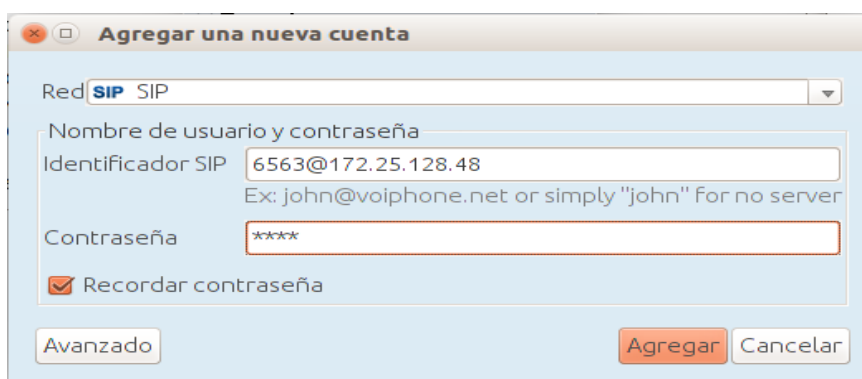 Agregar una nueva cuenta
Red SIP SIP
Nombre de usuario y contraseña
Identificador SIP 6563@172.25.128.48
Ex: john@voiphone.net or simply "john" for no server
Contraseña ****
Recordar contraseña
Avanzado Agregar Cancelar